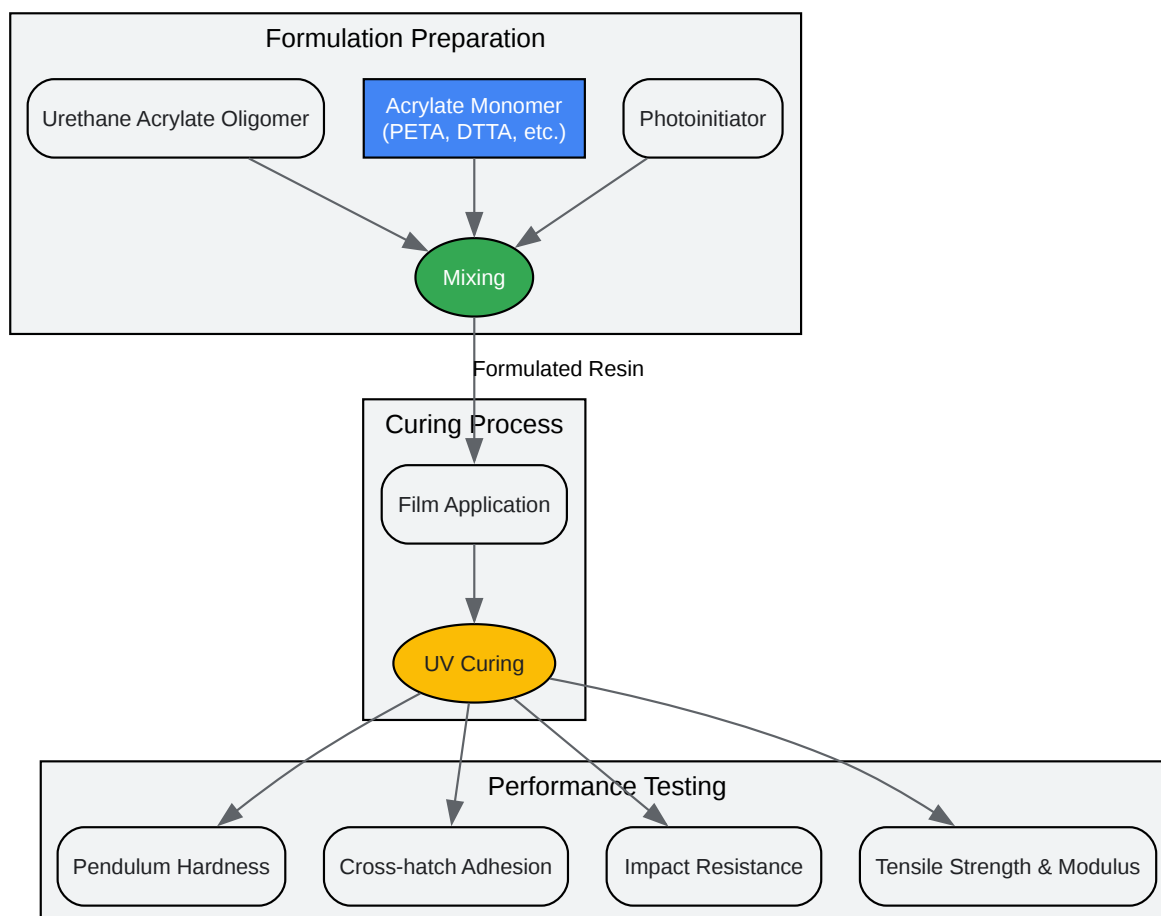 Formulation Preparation
Urethane Acrylate Oligomer
Acrylate Monomer
(PETA, DTTA, etc.)
Photoinitiator
Mixing
Formulated Resin
Curing Process
Film Application
UV Curing
Performance Testing
Pendulum Hardness
Cross-hatch Adhesion
Impact Resistance
Tensile Strength & Modulus